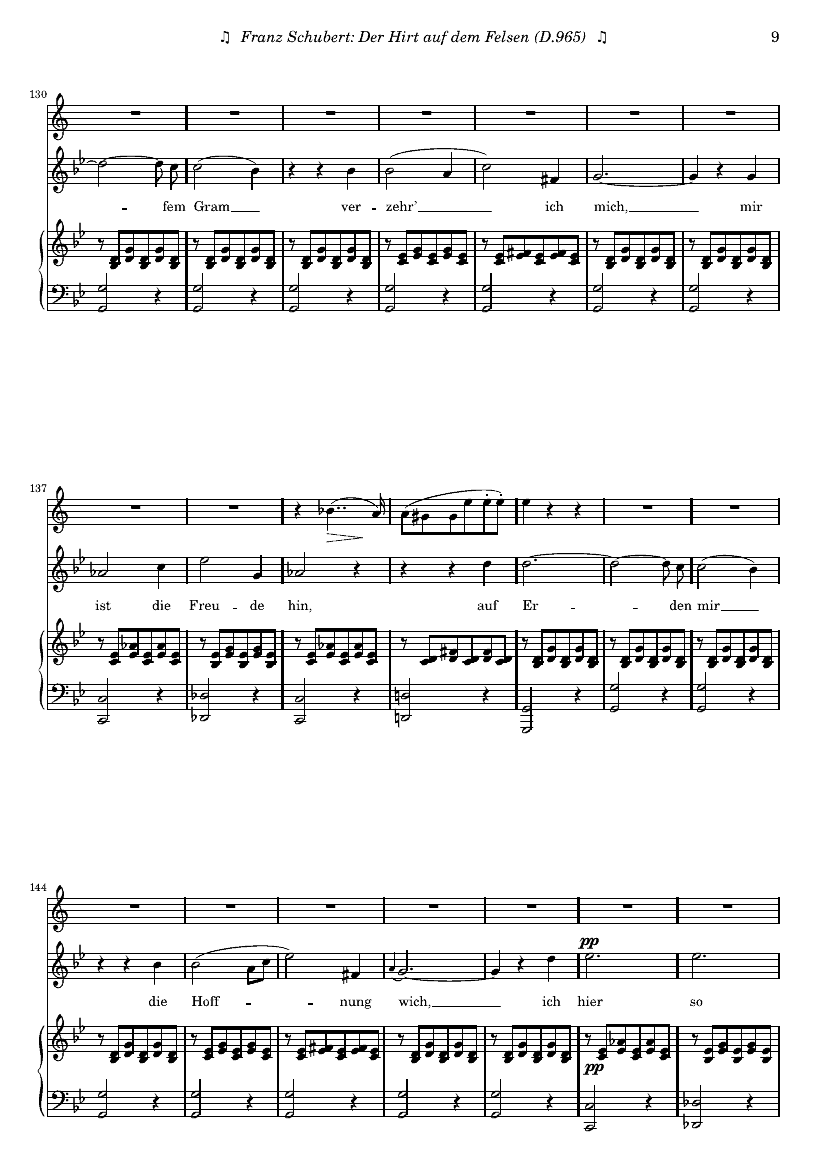 ♫ Franz Schubert: Der Hirt auf dem Felsen (D.965) ♫ 9
130
- fem Gram ver - zehr' ich mich, mir
137
ist die Freu - de hin, auf Er - - den mir
144
pp
die Hoff - - nung wich, ich hier so
pp